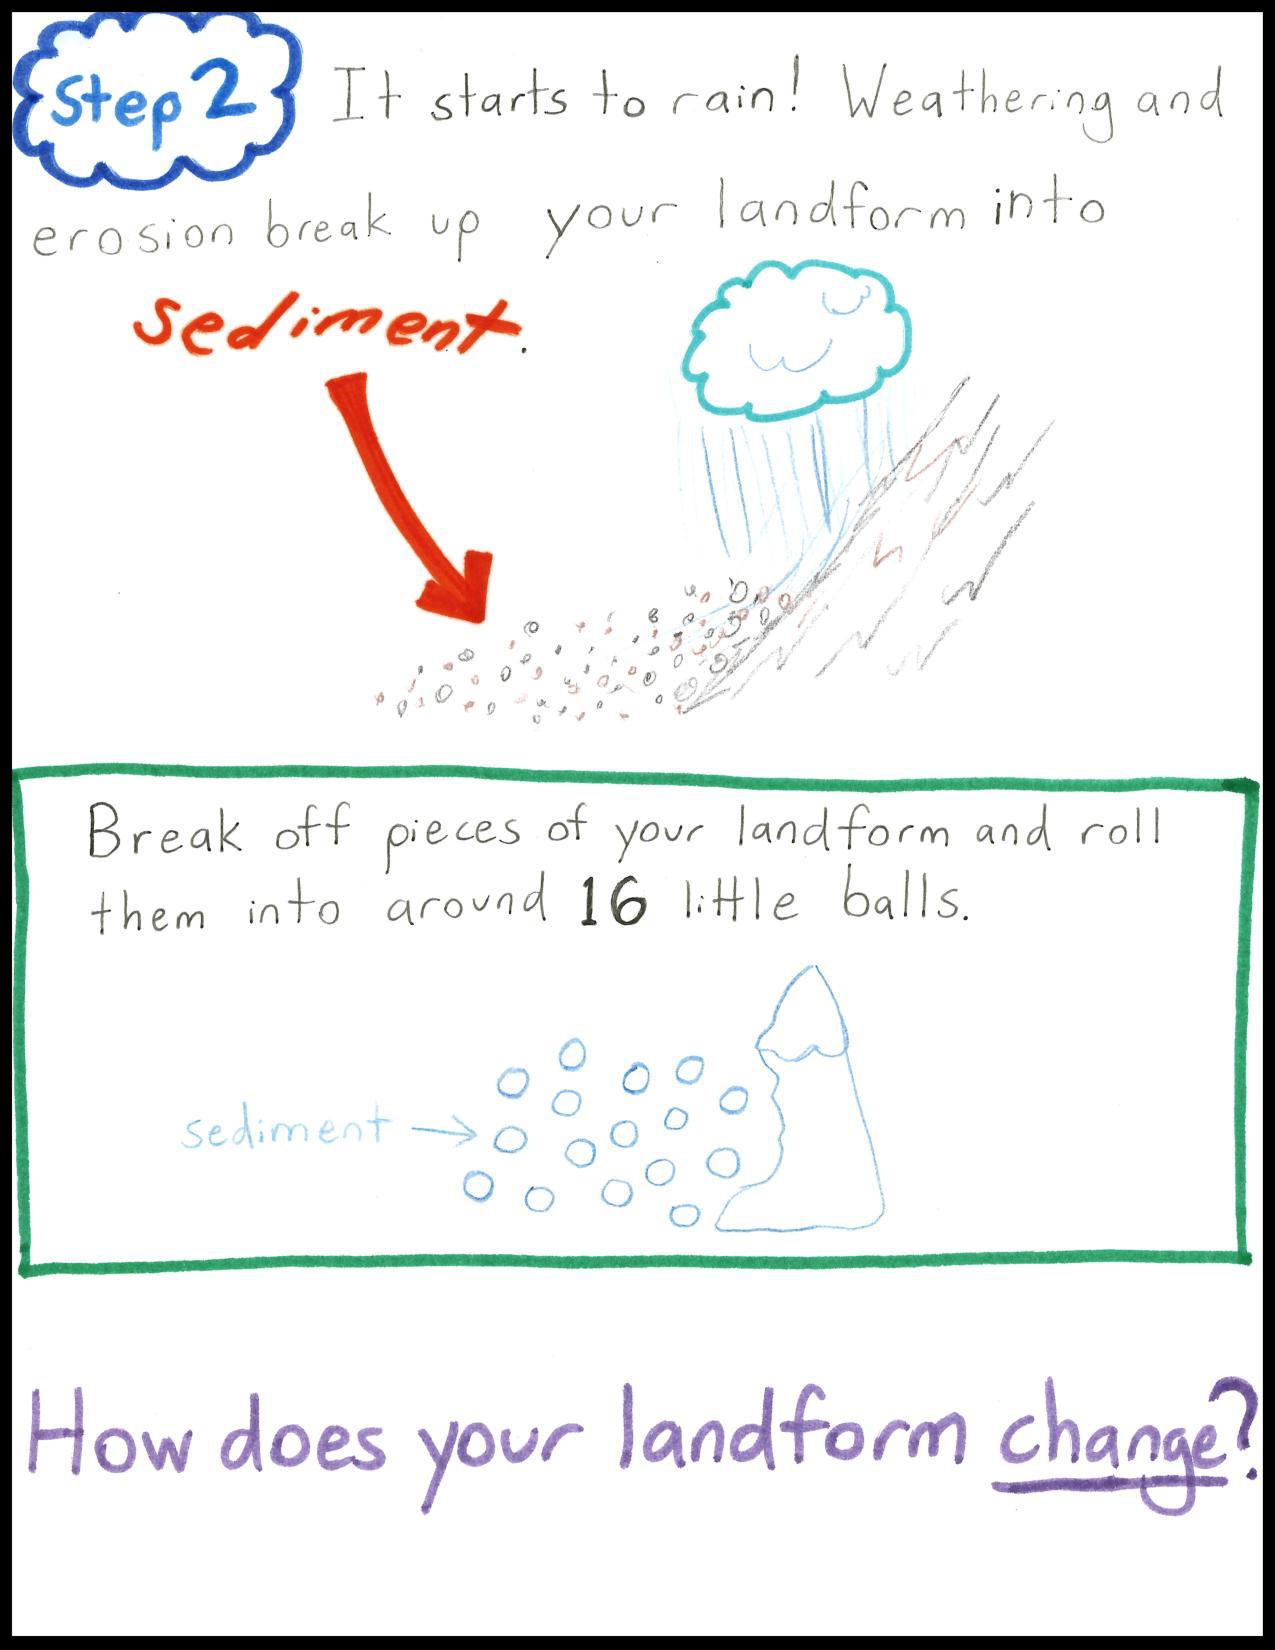 Step 2 It starts to rain! Weathering and
erosion break up your landform into
sediment.
Break off pieces of your landform and roll
them into around 16 little balls.
sediment
How does your landform change?